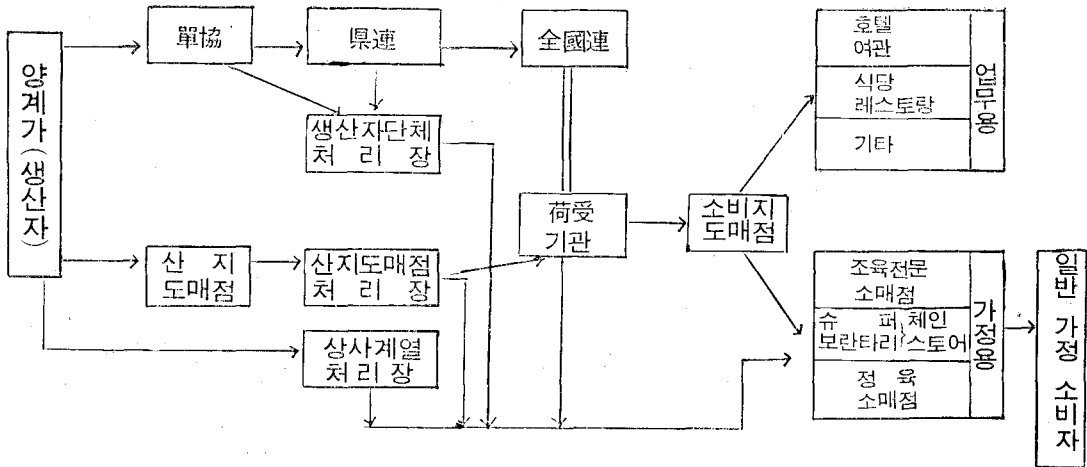 양계가(생산자)
單協
県連
全國連
생산자단체
처리장
荷受
기관
소비지
도매점
산지
도매점
산지도매점
처리장
상사계열
처리장
호텔
여관
식당
레스토랑
기타
업무용
조육전문
소매점
슈퍼 체인
보란타리 스토어
정육
소매점
가정용
일반 가정 소비자